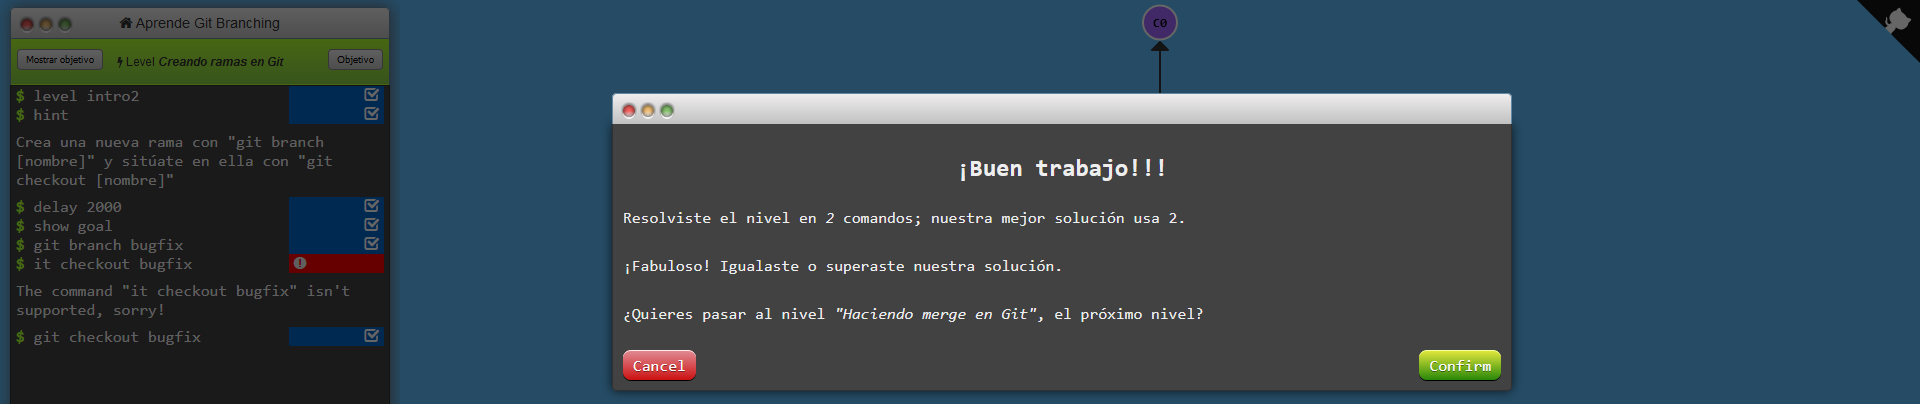 Aprende Git Branching
Mostrar objetivo
Level Creando ramas en Git
Objetivo
$ level intro2
$ hint
Crea una nueva rama con "git branch
[nombre]" y sitúate en ella con "git
checkout [nombre]"
$ delay 2000
$ show goal
$ git branch bugfix
$ it checkout bugfix
The command "it checkout bugfix" isn't
supported, sorry!
$ git checkout bugfix
C0
¡Buen trabajo!!!
Resolviste el nivel en 2 comandos; nuestra mejor solución usa 2.
¡Fabuloso! Igualaste o superaste nuestra solución.
¿Quieres pasar al nivel "Haciendo merge en Git", el próximo nivel?
Cancel
Confirm